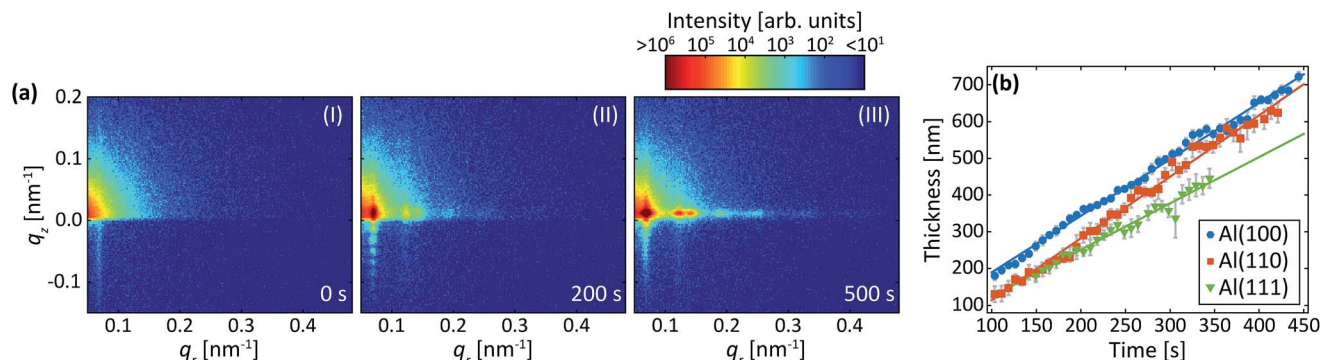 Intensity [arb. units]
>10⁶ 10⁵ 10⁴ 10³ 10² <10¹
(a)
(I)
(II)
(III)
0.2
0.1
0.0
-0.1
q_z [nm⁻¹]
0 s
200 s
500 s
0.1 0.2 0.3 0.4
0.1 0.2 0.3 0.4
0.1 0.2 0.3 0.4
q_r [nm⁻¹]
q_r [nm⁻¹]
q_r [nm⁻¹]
(b)
700
600
500
400
300
200
100
Thickness [nm]
Al(100)
Al(110)
Al(111)
100 150 200 250 300 350 400 450
Time [s]